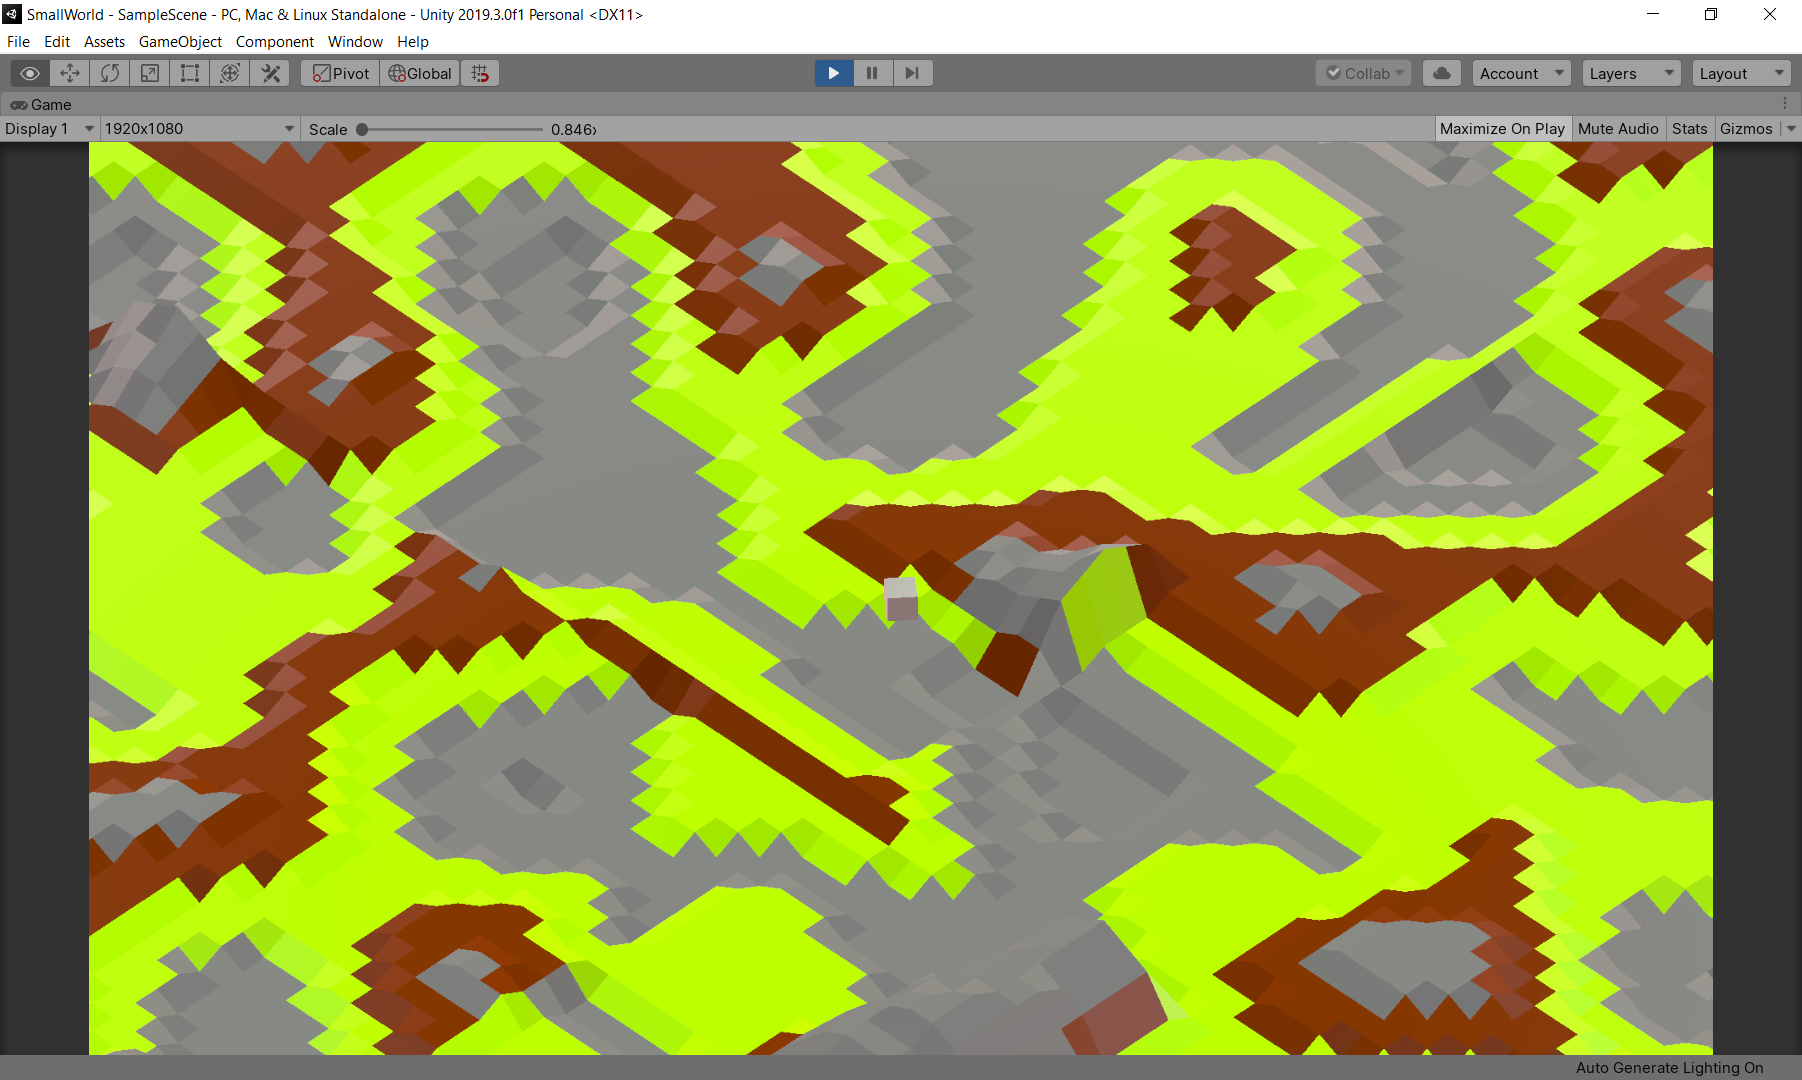 SmallWorld - SampleScene - PC, Mac & Linux Standalone - Unity 2019.3.0f1 Personal <DX11>
File Edit Assets GameObject Component Window Help
Pivot Global Collab Account Layers Layout
Game
Display 1 1920x1080 Scale 0.846x Maximize On Play Mute Audio Stats Gizmos
Auto Generate Lighting On